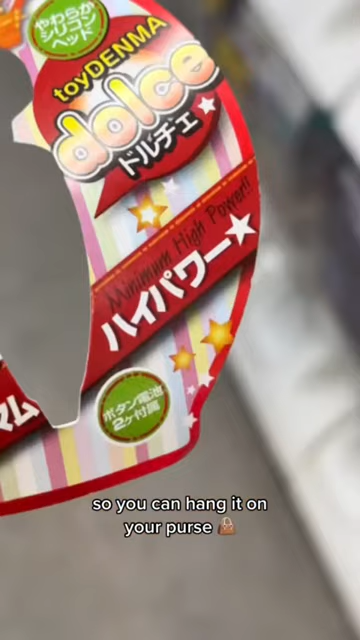 やわらか
シリコン
ヘッド
toyDENMA
dolce
ドルチェ★
Minimum High Power!!
ハイパワー★
マム
ボタン電池
2ヶ付属
so you can hang it on
your purse 👜